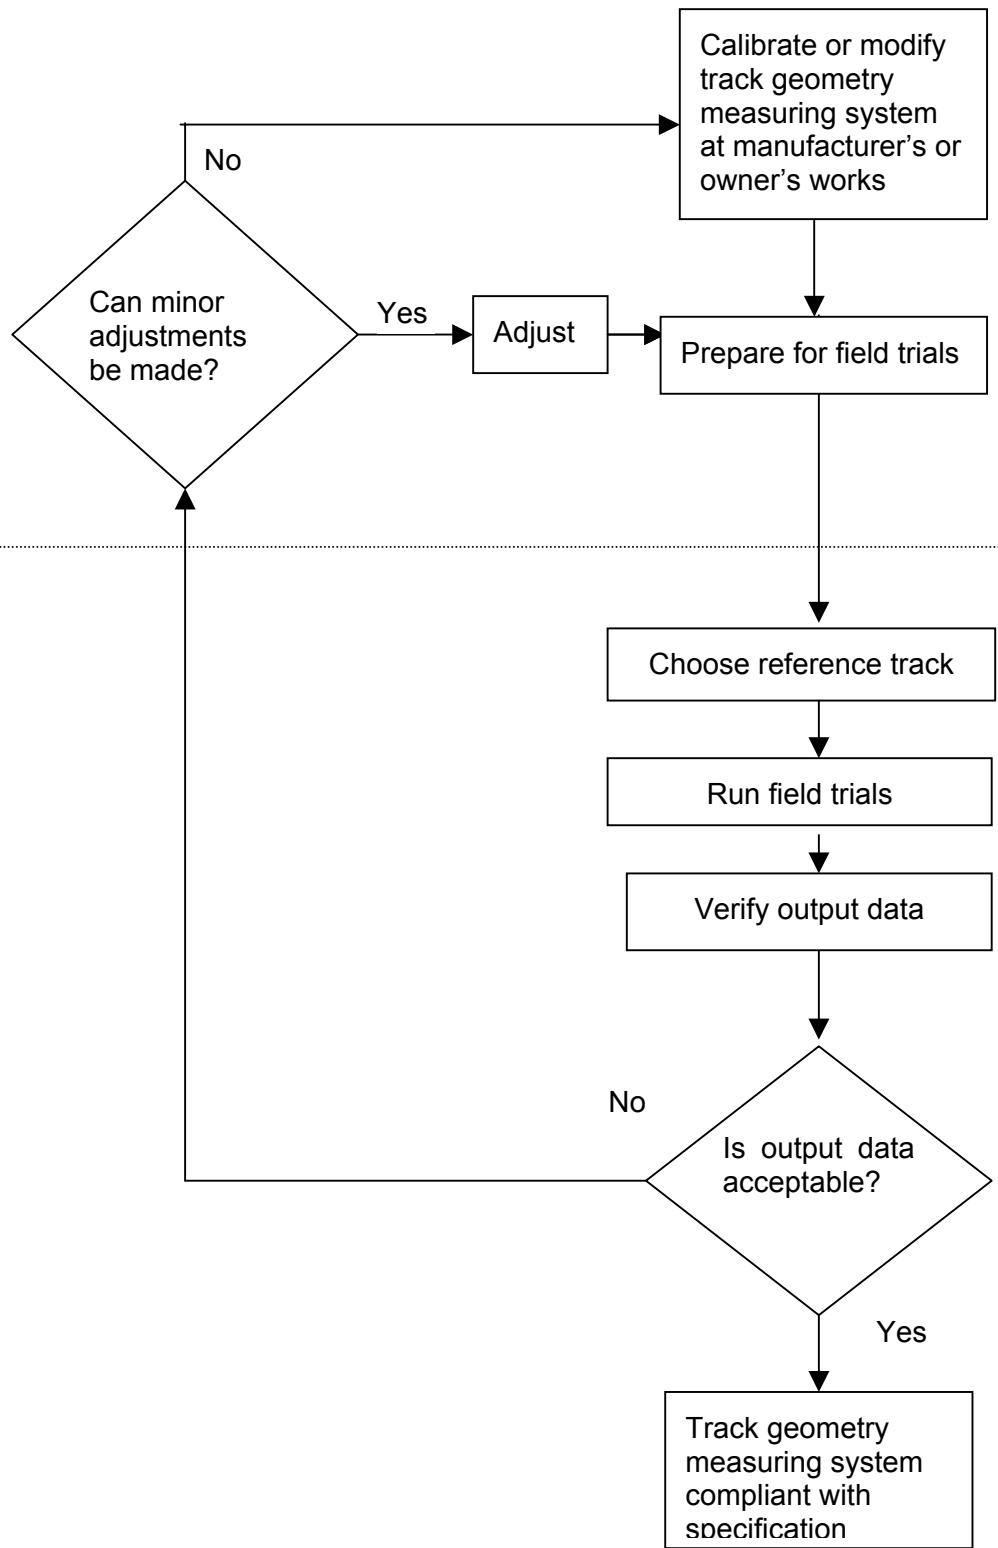 Calibrate or modify
track geometry
measuring system
at manufacturer's or
owner's works
No
Can minor
adjustments
be made?
Yes
Adjust
Prepare for field trials
Choose reference track
Run field trials
Verify output data
No
Is output data
acceptable?
Yes
Track geometry
measuring system
compliant with
specification